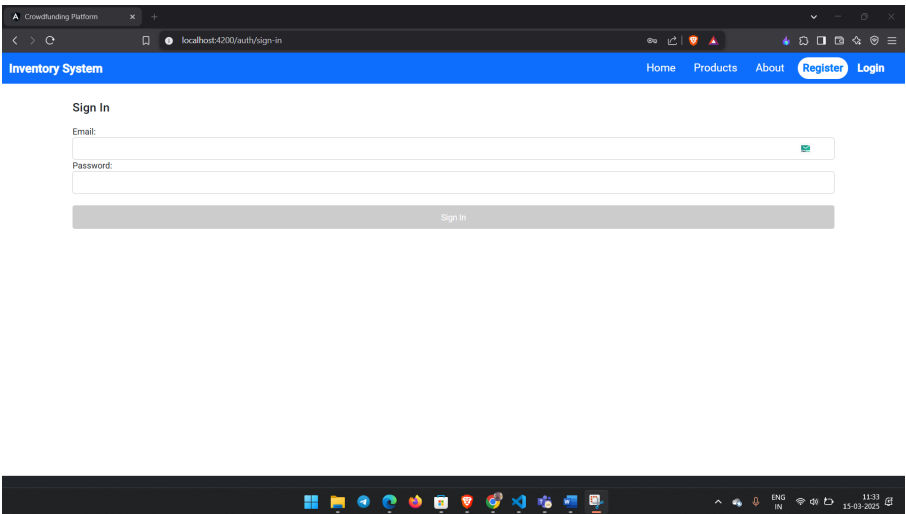 Crowdfunding Platform
localhost:4200/auth/sign-in
Inventory System
Home Products About Register Login
Sign In
Email:
Password:
Sign In
ENG
IN
11:33
15-03-2025